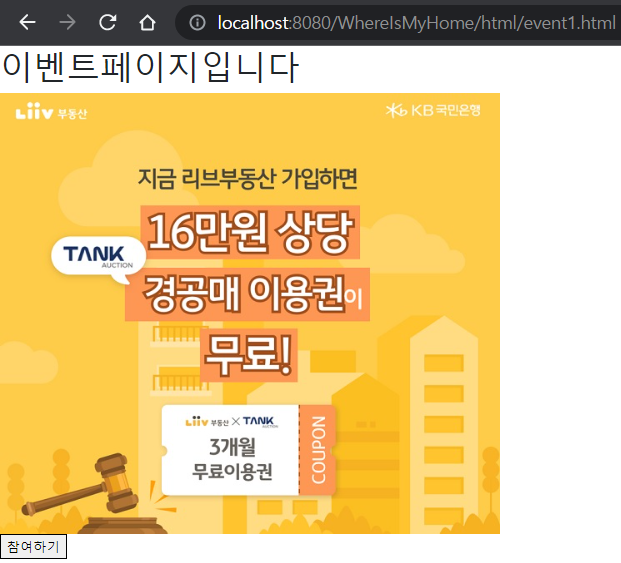 localhost:8080/WhereIsMyHome/html/event1.html
이벤트페이지입니다
Liiv 부동산
KB 국민은행
지금 리브부동산 가입하면
16만원 상당
TANK
AUCTION
경공매 이용권이
무료!
Liiv 부동산 × TANK
AUCTION
3개월
무료이용권
COUPON
참여하기